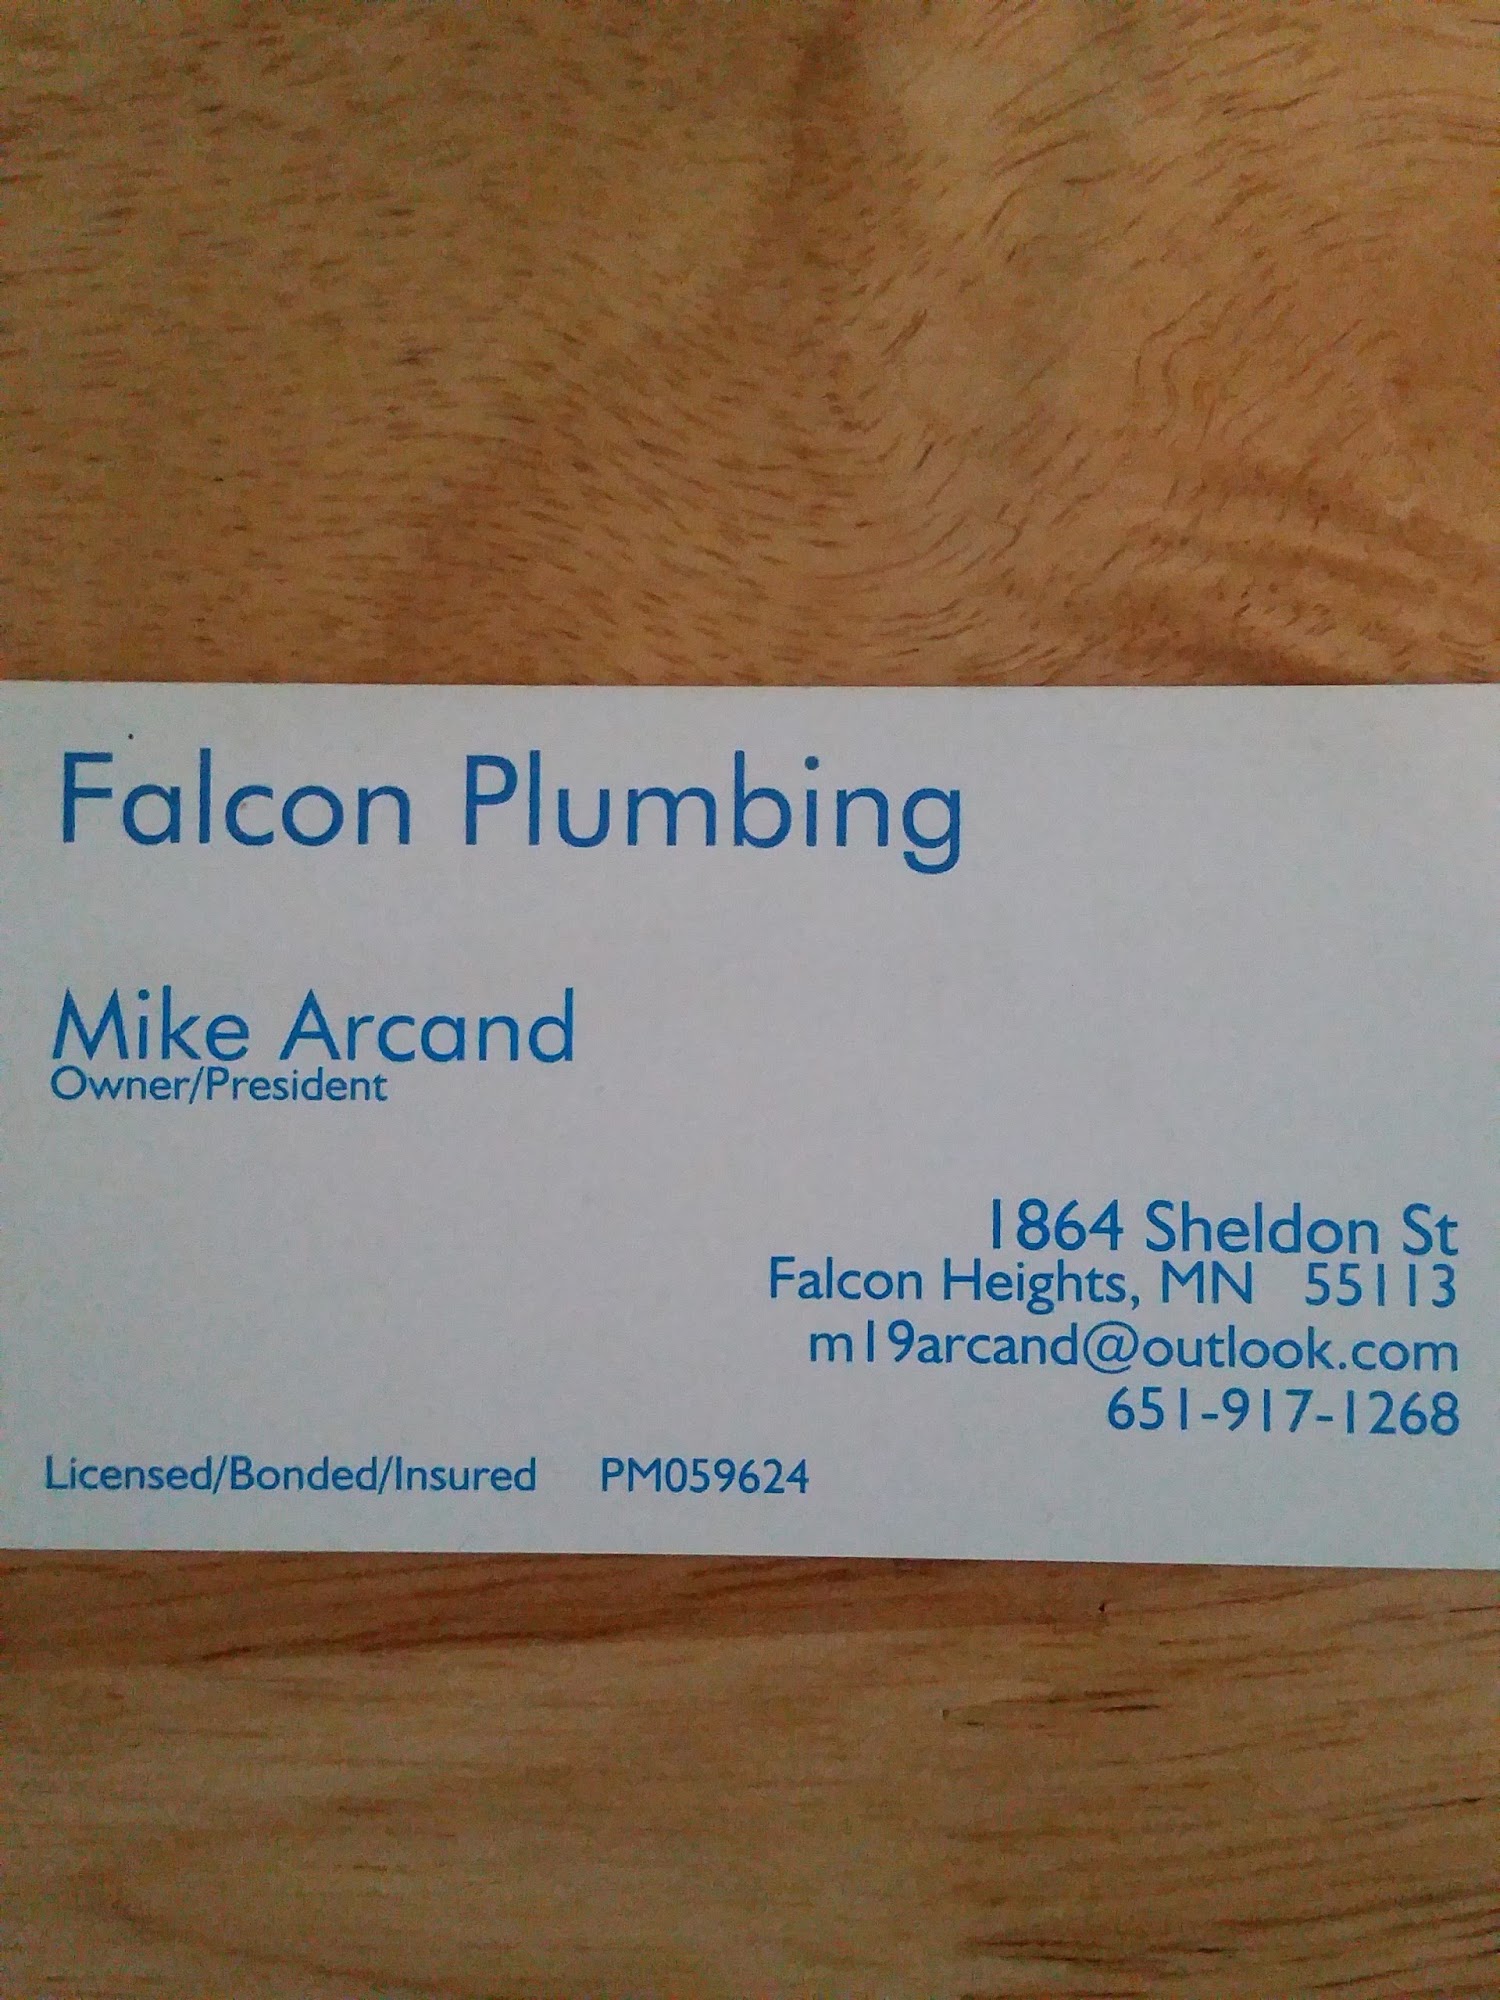 Falcon Plumbing
Mike Arcand
Owner/President
1864 Sheldon St
Falcon Heights, MN 55113
m19arcand@outlook.com
651-917-1268
Licensed/Bonded/Insured PM059624